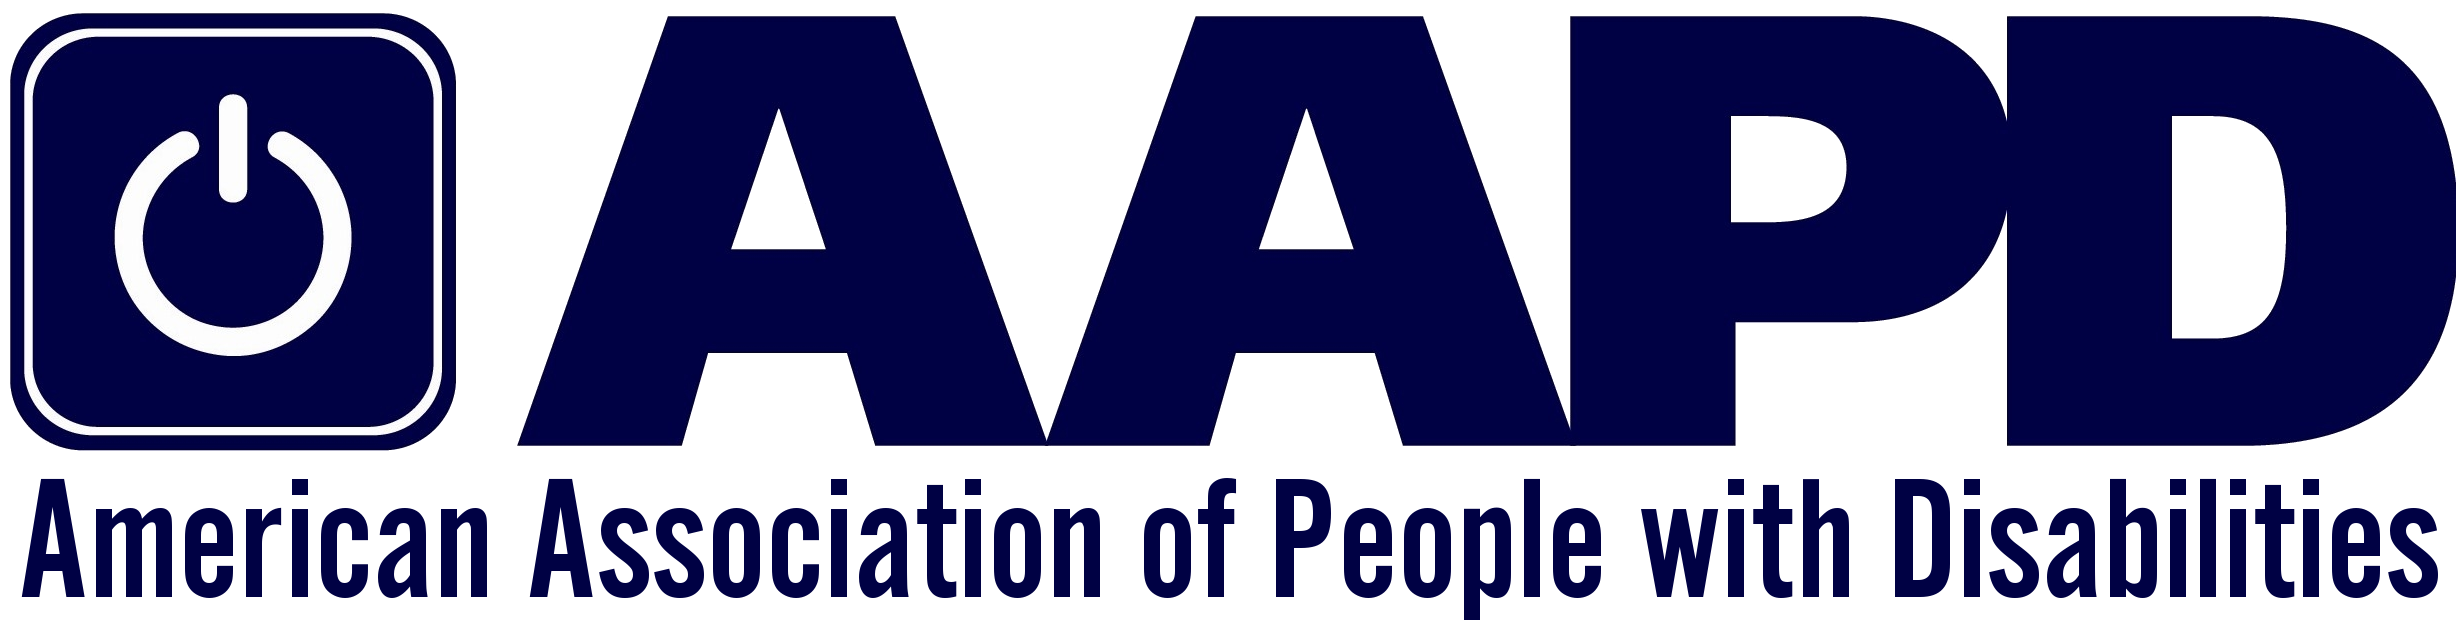 AAPD
American Association of People with Disabilities